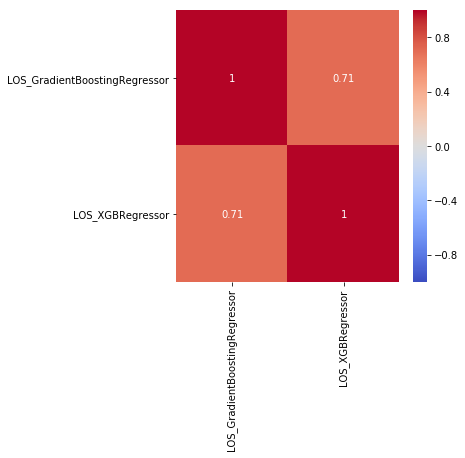 LOS_GradientBoostingRegressor
1
0.71
LOS_XGBRegressor
0.71
1
LOS_GradientBoostingRegressor
LOS_XGBRegressor
0.8
0.4
0.0
−0.4
−0.8